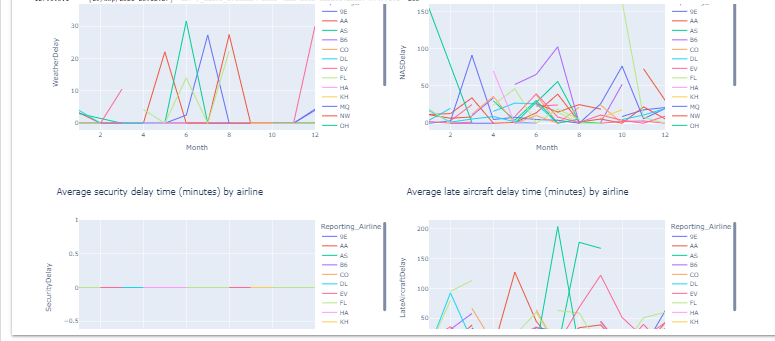 30
20
10
0
WeatherDelay
2
4
6
8
10
12
Month
9E
AA
AS
B6
CO
DL
EV
FL
HA
KH
MQ
NW
OH
150
100
50
0
NASDelay
2
4
6
8
10
12
Month
9E
AA
AS
B6
CO
DL
EV
FL
HA
KH
MQ
NW
OH
Average security delay time (minutes) by airline
1
0.5
0
−0.5
SecurityDelay
Reporting_Airline
9E
AA
AS
B6
CO
DL
EV
FL
HA
KH
Average late aircraft delay time (minutes) by airline
200
150
100
50
LateAircraftDelay
Reporting_Airline
9E
AA
AS
B6
CO
DL
EV
FL
HA
KH